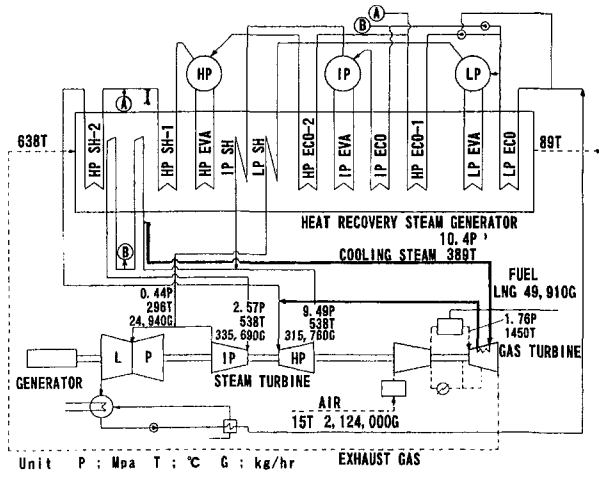 A
B
HP
IP
LP
638T
HP SH-2
A
HP SH-1
HP EVA
IP SH
LP SH
HP ECO-2
IP EVA
IP ECO
HP ECO-1
LP EVA
LP ECO
89T
HEAT RECOVERY STEAM GENERATOR
B
10.4P
COOLING STEAM 389T
FUEL
LNG 49,910G
0.44P
296T
24,940G
2.57P
538T
335,690G
9.49P
538T
315,760G
1.76P
1450T
GAS TURBINE
L P
IP
HP
GENERATOR
STEAM TURBINE
AIR
15T 2,124,000G
EXHAUST GAS
Unit P ; Mpa T ; ℃ G ; kg/hr